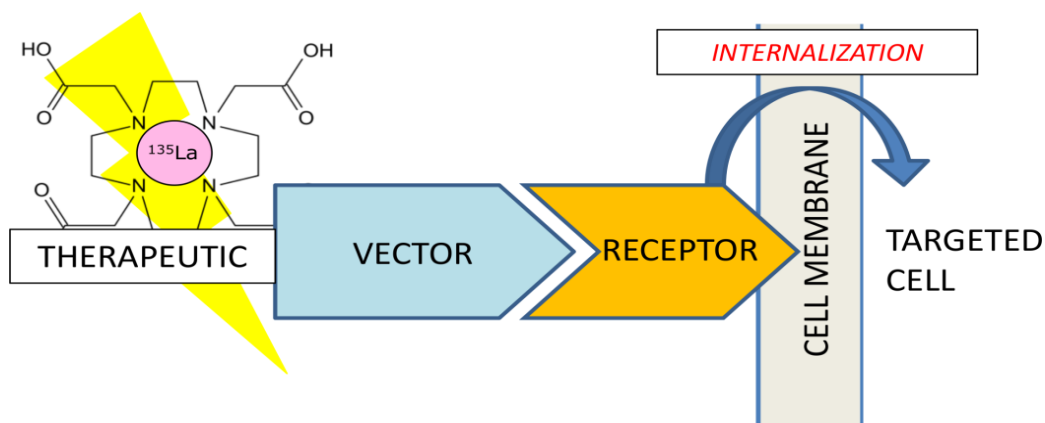 INTERNALIZATION
HO
OH
O
O
N
N
¹³⁵La
N
N
O
THERAPEUTIC
VECTOR
RECEPTOR
CELL MEMBRANE
TARGETED
CELL